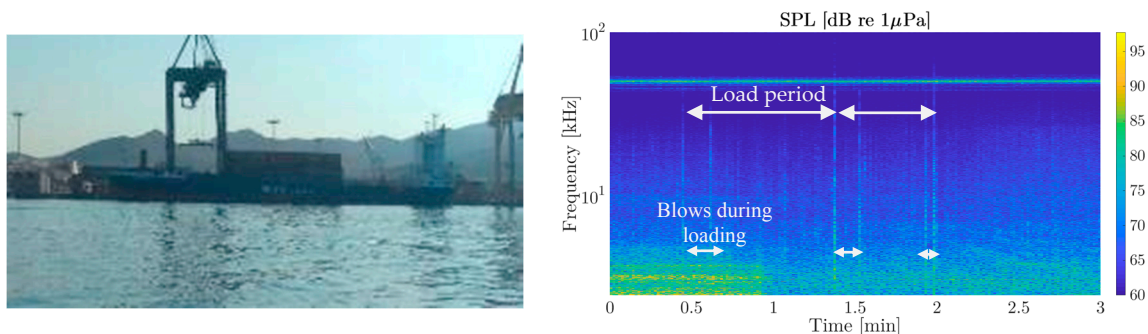 SPL [dB re 1μPa]
10²
10¹
Frequency [kHz]
Load period
Blows during
loading
0 0.5 1 1.5 2 2.5 3
Time [min]
95
90
85
80
75
70
65
60